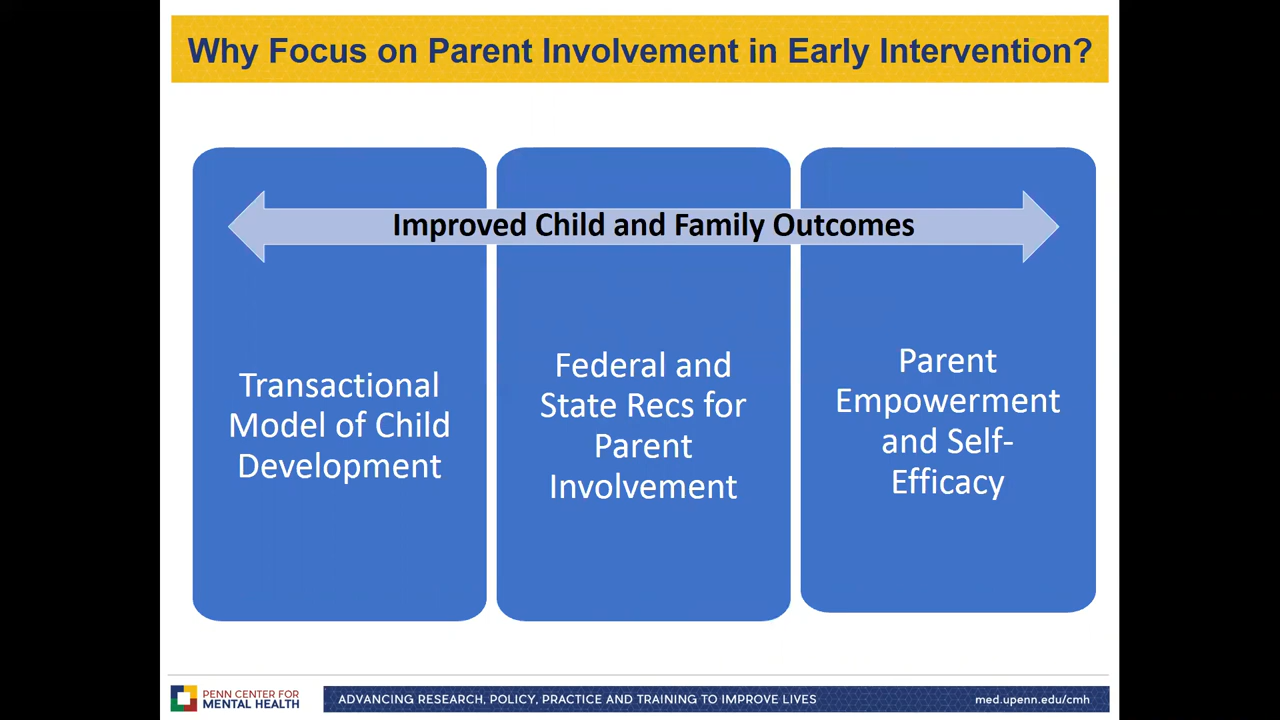 Why Focus on Parent Involvement in Early Intervention?
Improved Child and Family Outcomes
Transactional
Model of Child
Development
Federal and
State Recs for
Parent
Involvement
Parent
Empowerment
and Self-
Efficacy
PENN CENTER FOR
MENTAL HEALTH
ADVANCING RESEARCH, POLICY, PRACTICE AND TRAINING TO IMPROVE LIVES
med.upenn.edu/cmh